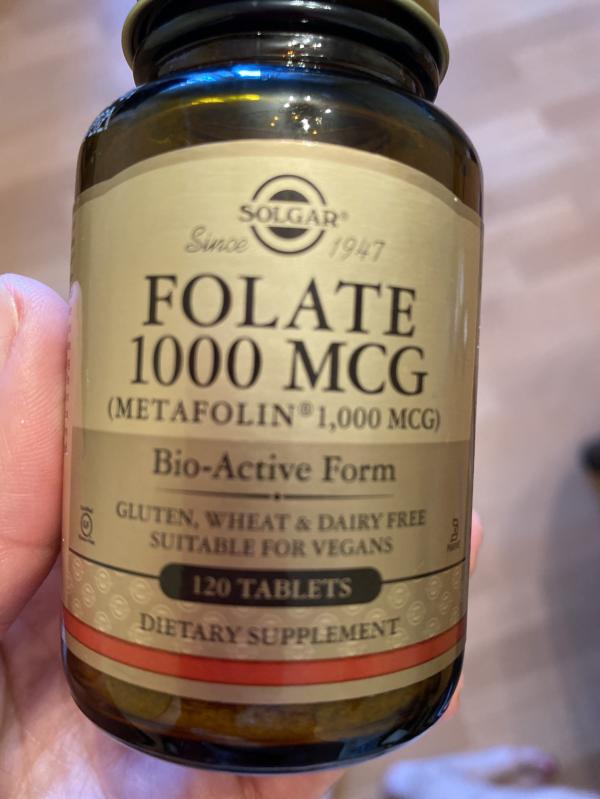 SOLGAR®
Since 1947
FOLATE
1000 MCG
(METAFOLIN® 1,000 MCG)
Bio-Active Form
GLUTEN, WHEAT & DAIRY FREE
SUITABLE FOR VEGANS
120 TABLETS
DIETARY SUPPLEMENT